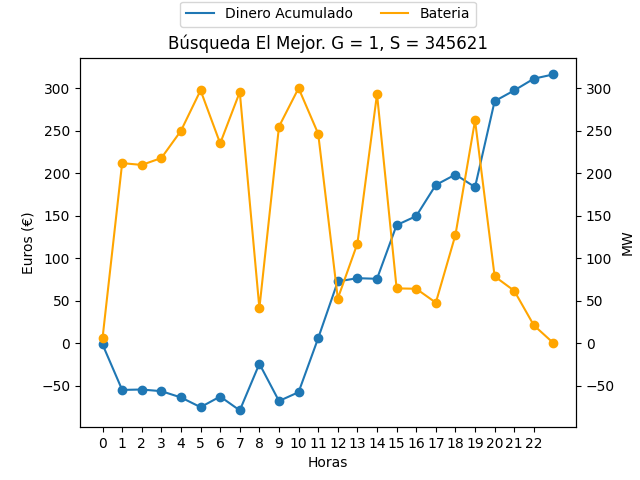 Dinero Acumulado Bateria
Búsqueda El Mejor. G = 1, S = 345621
300 300
250 250
200 200
150 150
100 100
50 50
0 0
−50 −50
Euros (€)
MW
0 1 2 3 4 5 6 7 8 9 10 11 12 13 14 15 16 17 18 19 20 21 22
Horas